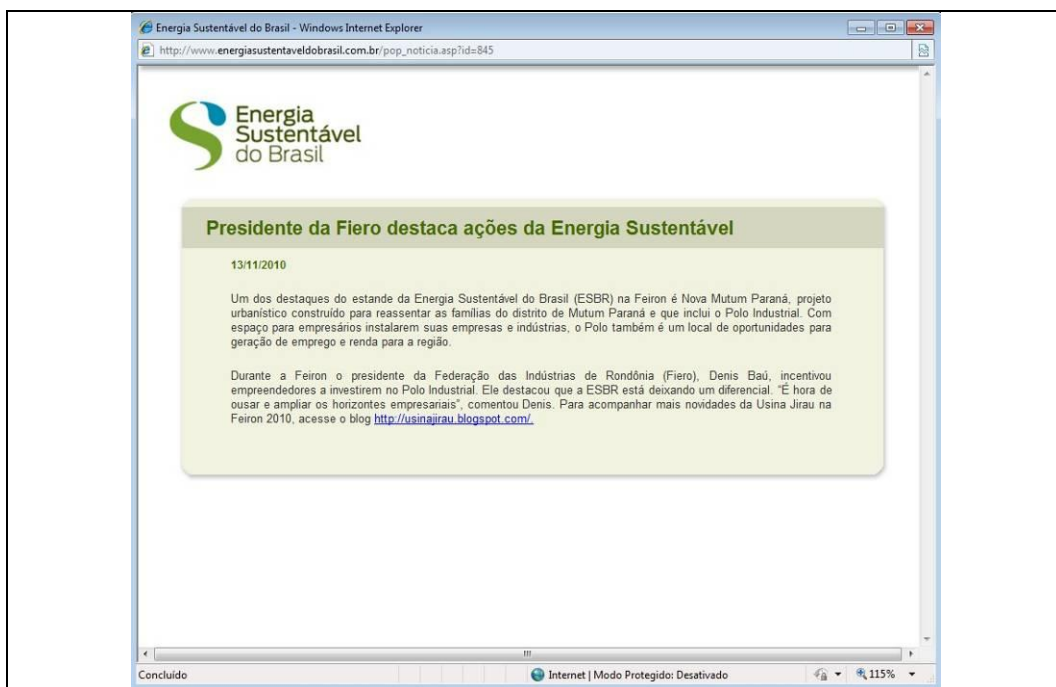 Energia Sustentável do Brasil - Windows Internet Explorer
http://www.energiasustentaveldobrasil.com.br/pop_noticia.asp?id=845
Energia
Sustentável
do Brasil
Presidente da Fiero destaca ações da Energia Sustentável
13/11/2010
Um dos destaques do estande da Energia Sustentável do Brasil (ESBR) na Feiron é Nova Mutum Paraná, projeto
urbanístico construído para reassentar as famílias do distrito de Mutum Paraná e que inclui o Polo Industrial. Com
espaço para empresários instalarem suas empresas e indústrias, o Polo também é um local de oportunidades para
geração de emprego e renda para a região.
Durante a Feiron o presidente da Federação das Indústrias de Rondônia (Fiero), Denis Baú, incentivou
empreendedores a investirem no Polo Industrial. Ele destacou que a ESBR está deixando um diferencial. “É hora de
ousar e ampliar os horizontes empresariais”, comentou Denis. Para acompanhar mais novidades da Usina Jirau na
Feiron 2010, acesse o blog http://usinajirau.blogspot.com/.
Concluído
Internet | Modo Protegido: Desativado
115%